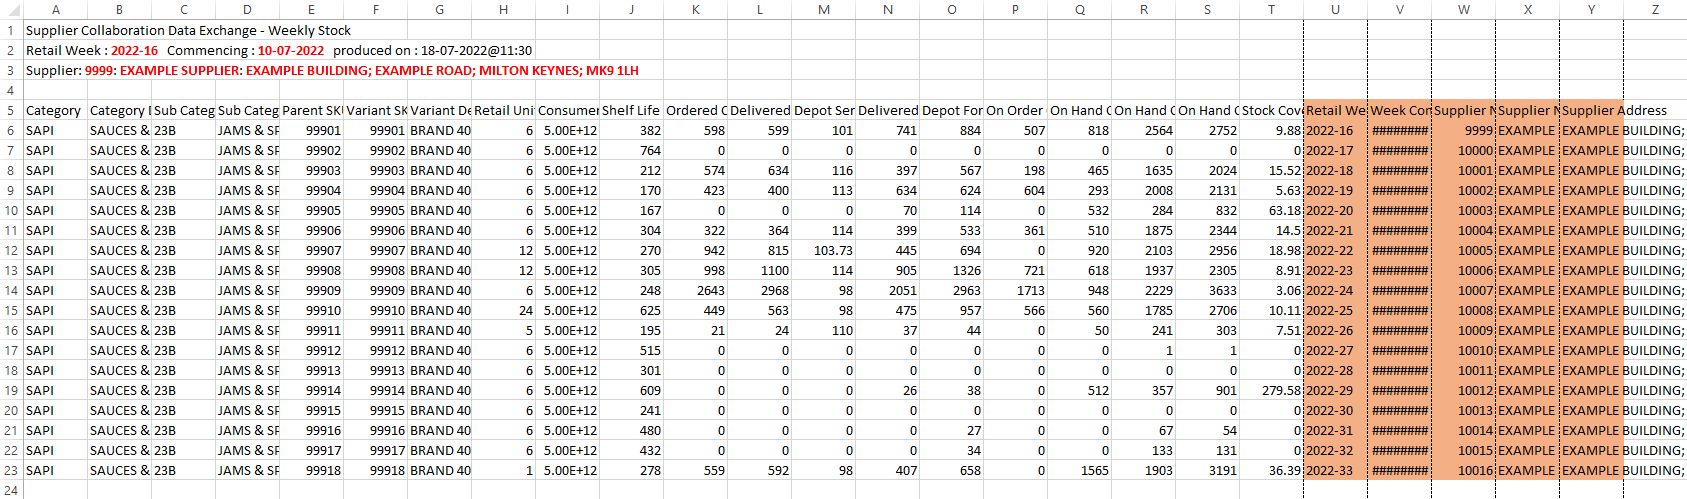 A B C D E F G H I J K L M N O P Q R S T U V W X Y Z
1 Supplier Collaboration Data Exchange - Weekly Stock
2 Retail Week : 2022-16 Commencing : 10-07-2022 produced on : 18-07-2022@11:30
3 Supplier: 9999: EXAMPLE SUPPLIER: EXAMPLE BUILDING; EXAMPLE ROAD; MILTON KEYNES; MK9 1LH
4
5 Category Category Sub Categ Sub Categ Parent SK Variant SK Variant De Retail Uni Consumer Shelf Life Ordered Delivered Depot Ser Delivered Depot For On Order On Hand On Hand On Hand Stock Cov Retail We Week Con Supplier Supplier Supplier Address
6 SAPI SAUCES & 23B JAMS & SP 99901 99901 BRAND 40 6 5.00E+12 382 598 599 101 741 884 507 818 2564 2752 9.88 2022-16 ######## 9999 EXAMPLE EXAMPLE BUILDING;
7 SAPI SAUCES & 23B JAMS & SP 99902 99902 BRAND 40 6 5.00E+12 764 0 0 0 0 0 0 0 0 0 0 2022-17 ######## 10000 EXAMPLE EXAMPLE BUILDING;
8 SAPI SAUCES & 23B JAMS & SP 99903 99903 BRAND 40 6 5.00E+12 212 574 634 116 397 567 198 465 1635 2024 15.52 2022-18 ######## 10001 EXAMPLE EXAMPLE BUILDING;
9 SAPI SAUCES & 23B JAMS & SP 99904 99904 BRAND 40 6 5.00E+12 170 423 400 113 634 624 604 293 2008 2131 5.63 2022-19 ######## 10002 EXAMPLE EXAMPLE BUILDING;
10 SAPI SAUCES & 23B JAMS & SP 99905 99905 BRAND 40 6 5.00E+12 167 0 0 0 70 114 0 532 284 832 63.18 2022-20 ######## 10003 EXAMPLE EXAMPLE BUILDING;
11 SAPI SAUCES & 23B JAMS & SP 99906 99906 BRAND 40 6 5.00E+12 304 322 364 114 399 533 361 510 1875 2344 14.5 2022-21 ######## 10004 EXAMPLE EXAMPLE BUILDING;
12 SAPI SAUCES & 23B JAMS & SP 99907 99907 BRAND 40 12 5.00E+12 270 942 815 103.73 445 694 0 920 2103 2956 18.98 2022-22 ######## 10005 EXAMPLE EXAMPLE BUILDING;
13 SAPI SAUCES & 23B JAMS & SP 99908 99908 BRAND 40 12 5.00E+12 305 998 1100 114 905 1326 721 618 1937 2305 8.91 2022-23 ######## 10006 EXAMPLE EXAMPLE BUILDING;
14 SAPI SAUCES & 23B JAMS & SP 99909 99909 BRAND 40 6 5.00E+12 248 2643 2968 98 2051 2963 1713 948 2229 3633 3.06 2022-24 ######## 10007 EXAMPLE EXAMPLE BUILDING;
15 SAPI SAUCES & 23B JAMS & SP 99910 99910 BRAND 40 24 5.00E+12 625 449 563 98 475 957 566 560 1785 2706 10.11 2022-25 ######## 10008 EXAMPLE EXAMPLE BUILDING;
16 SAPI SAUCES & 23B JAMS & SP 99911 99911 BRAND 40 5 5.00E+12 195 21 24 110 37 44 0 50 241 303 7.51 2022-26 ######## 10009 EXAMPLE EXAMPLE BUILDING;
17 SAPI SAUCES & 23B JAMS & SP 99912 99912 BRAND 40 6 5.00E+12 515 0 0 0 0 0 0 0 1 1 0 2022-27 ######## 10010 EXAMPLE EXAMPLE BUILDING;
18 SAPI SAUCES & 23B JAMS & SP 99913 99913 BRAND 40 6 5.00E+12 301 0 0 0 0 0 0 0 0 0 0 2022-28 ######## 10011 EXAMPLE EXAMPLE BUILDING;
19 SAPI SAUCES & 23B JAMS & SP 99914 99914 BRAND 40 6 5.00E+12 609 0 0 0 26 38 0 512 357 901 279.58 2022-29 ######## 10012 EXAMPLE EXAMPLE BUILDING;
20 SAPI SAUCES & 23B JAMS & SP 99915 99915 BRAND 40 6 5.00E+12 241 0 0 0 0 0 0 0 0 0 0 2022-30 ######## 10013 EXAMPLE EXAMPLE BUILDING;
21 SAPI SAUCES & 23B JAMS & SP 99916 99916 BRAND 40 6 5.00E+12 480 0 0 0 0 27 0 0 67 54 0 2022-31 ######## 10014 EXAMPLE EXAMPLE BUILDING;
22 SAPI SAUCES & 23B JAMS & SP 99917 99917 BRAND 40 6 5.00E+12 432 0 0 0 0 34 0 0 133 131 0 2022-32 ######## 10015 EXAMPLE EXAMPLE BUILDING;
23 SAPI SAUCES & 23B JAMS & SP 99918 99918 BRAND 40 1 5.00E+12 278 559 592 98 407 658 0 1565 1903 3191 36.39 2022-33 ######## 10016 EXAMPLE EXAMPLE BUILDING;
24